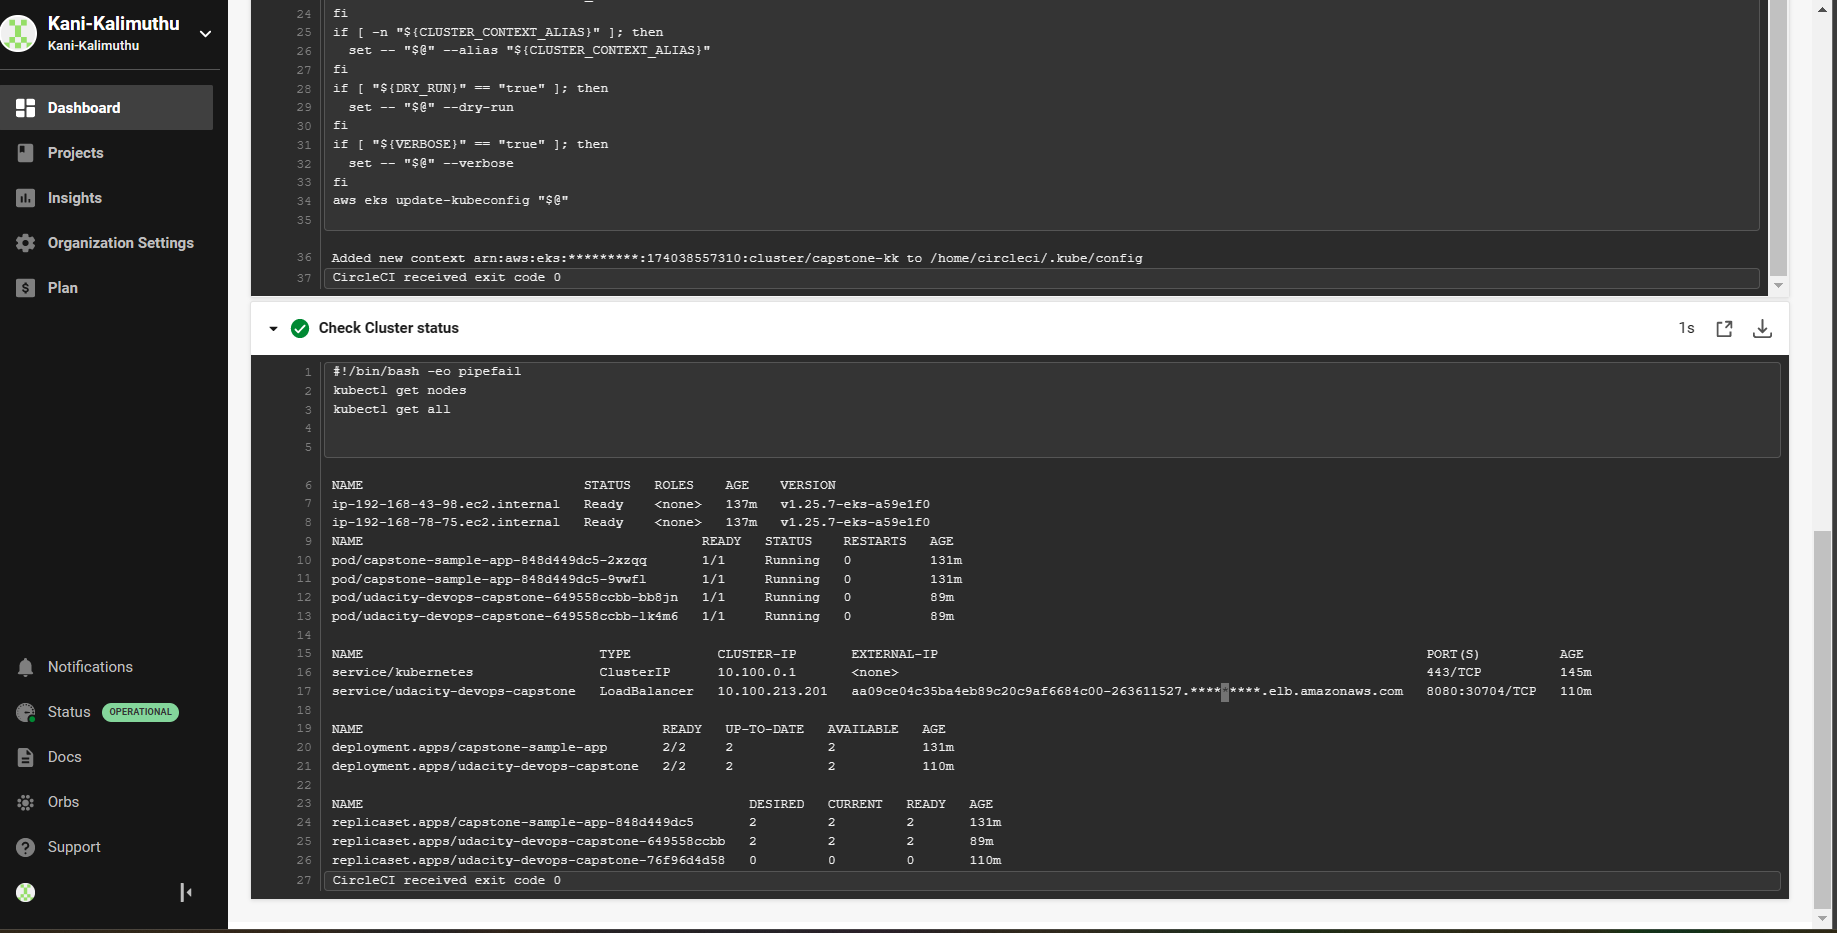 Kani-Kalimuthu
Kani-Kalimuthu
Dashboard
Projects
Insights
Organization Settings
Plan
Notifications
Status OPERATIONAL
Docs
Orbs
Support
24 fi
25 if [ -n "${CLUSTER_CONTEXT_ALIAS}" ]; then
26 set -- "$@" --alias "${CLUSTER_CONTEXT_ALIAS}"
27 fi
28 if [ "${DRY_RUN}" == "true" ]; then
29 set -- "$@" --dry-run
30 fi
31 if [ "${VERBOSE}" == "true" ]; then
32 set -- "$@" --verbose
33 fi
34 aws eks update-kubeconfig "$@"
35
36 Added new context arn:aws:eks:*********:174038557310:cluster/capstone-kk to /home/circleci/.kube/config
37 CircleCI received exit code 0
Check Cluster status 1s
1 #!/bin/bash -eo pipefail
2 kubectl get nodes
3 kubectl get all
4
5
6 NAME STATUS ROLES AGE VERSION
7 ip-192-168-43-98.ec2.internal Ready <none> 137m v1.25.7-eks-a59e1f0
8 ip-192-168-78-75.ec2.internal Ready <none> 137m v1.25.7-eks-a59e1f0
9 NAME READY STATUS RESTARTS AGE
10 pod/capstone-sample-app-848d449dc5-2xzqq 1/1 Running 0 131m
11 pod/capstone-sample-app-848d449dc5-9vwfl 1/1 Running 0 131m
12 pod/udacity-devops-capstone-649558ccbb-bb8jn 1/1 Running 0 89m
13 pod/udacity-devops-capstone-649558ccbb-lk4m6 1/1 Running 0 89m
14
15 NAME TYPE CLUSTER-IP EXTERNAL-IP PORT(S) AGE
16 service/kubernetes ClusterIP 10.100.0.1 <none> 443/TCP 145m
17 service/udacity-devops-capstone LoadBalancer 10.100.213.201 aa09ce04c35ba4eb89c20c9af6684c00-263611527.*********.elb.amazonaws.com 8080:30704/TCP 110m
18
19 NAME READY UP-TO-DATE AVAILABLE AGE
20 deployment.apps/capstone-sample-app 2/2 2 2 131m
21 deployment.apps/udacity-devops-capstone 2/2 2 2 110m
22
23 NAME DESIRED CURRENT READY AGE
24 replicaset.apps/capstone-sample-app-848d449dc5 2 2 2 131m
25 replicaset.apps/udacity-devops-capstone-649558ccbb 2 2 2 89m
26 replicaset.apps/udacity-devops-capstone-76f96d4d58 0 0 0 110m
27 CircleCI received exit code 0